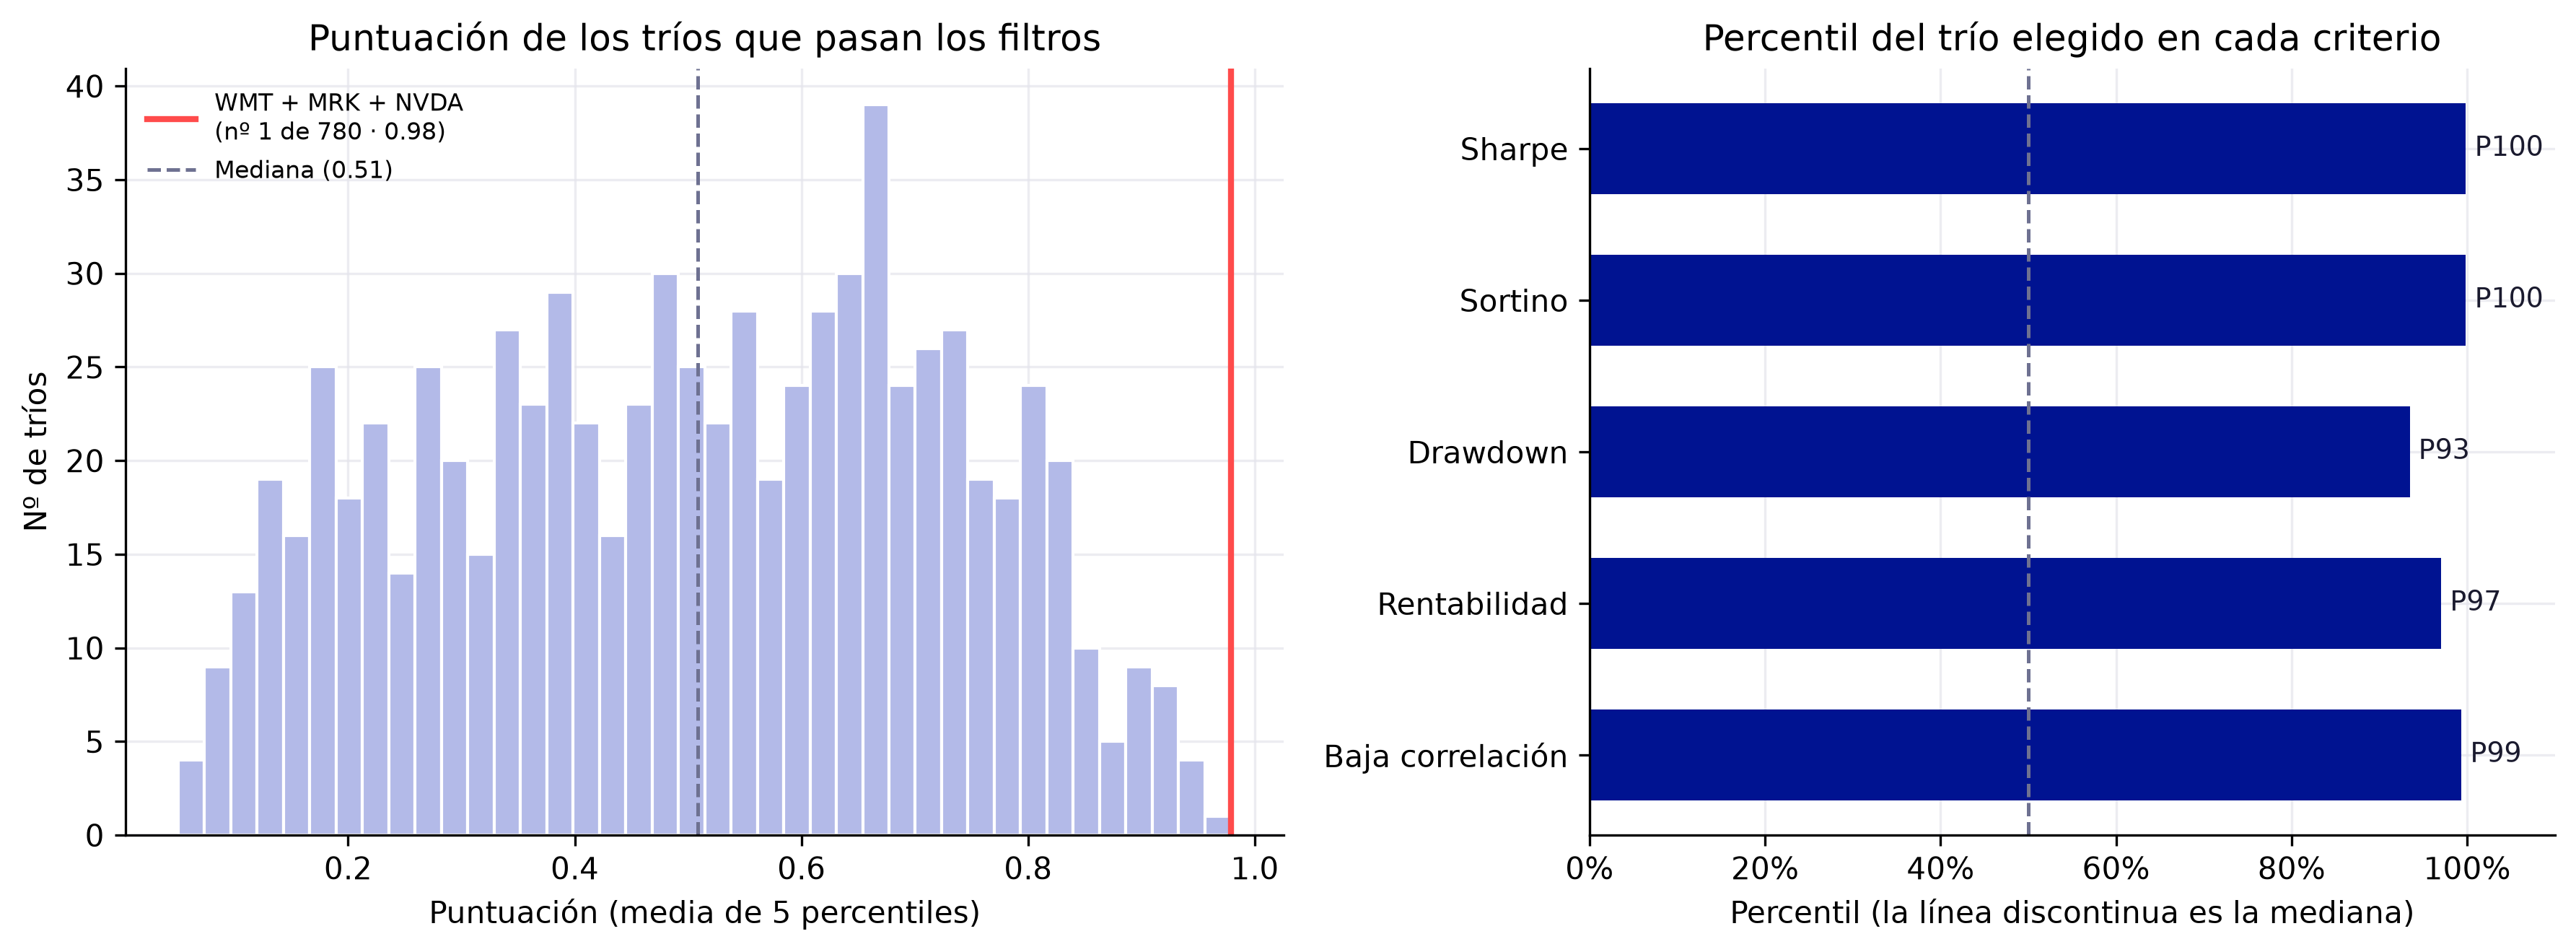 Puntuación de los tríos que pasan los filtros
WMT + MRK + NVDA
(nº 1 de 780 · 0.98)
Mediana (0.51)
Nº de tríos
40
35
30
25
20
15
10
5
0
0.2
0.4
0.6
0.8
1.0
Puntuación (media de 5 percentiles)
Percentil del trío elegido en cada criterio
Sharpe
P100
Sortino
P100
Drawdown
P93
Rentabilidad
P97
Baja correlación
P99
0%
20%
40%
60%
80%
100%
Percentil (la línea discontinua es la mediana)